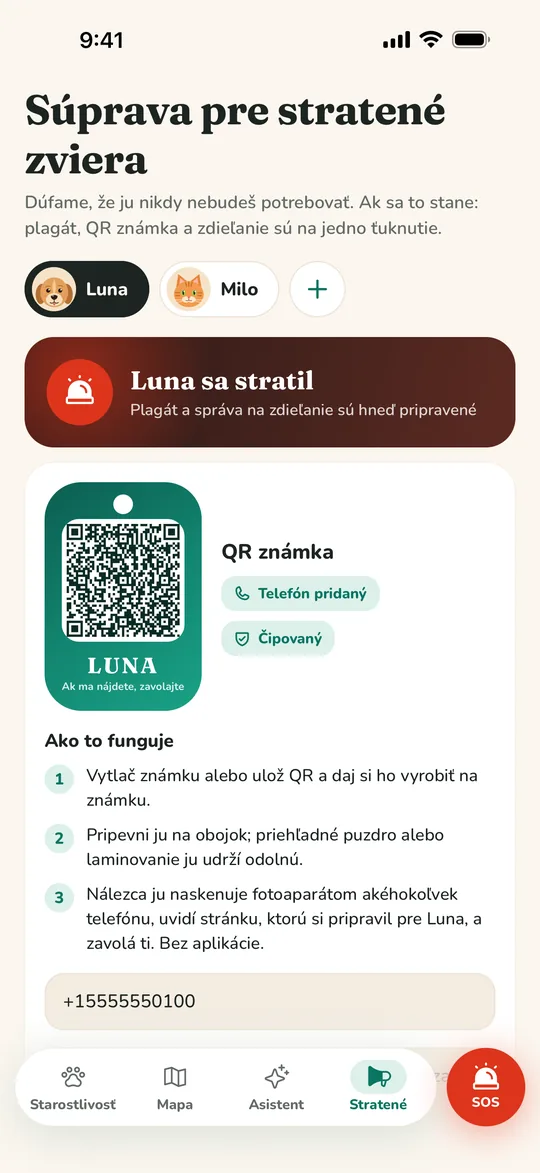 9:41
Súprava pre stratené
zviera
Dúfame, že ju nikdy nebudeš potrebovať. Ak sa to stane:
plagát, QR známka a zdieľanie sú na jedno ťuknutie.
Luna
Milo
Luna sa stratil
Plagát a správa na zdieľanie sú hneď pripravené
LUNA
Ak ma nájdete, zavolajte
QR známka
Telefón pridaný
Čipovaný
Ako to funguje
1 Vytlač známku alebo ulož QR a daj si ho vyrobiť na
známku.
2 Pripevni ju na obojok; priehľadné puzdro alebo
laminovanie ju udrží odolnú.
3 Nálezca ju naskenuje fotoaparátom akéhokoľvek
telefónu, uvidí stránku, ktorú si pripravil pre Luna, a
zavolá ti. Bez aplikácie.
+15555550100
Starostlivosť
Mapa
Asistent
Stratené
SOS